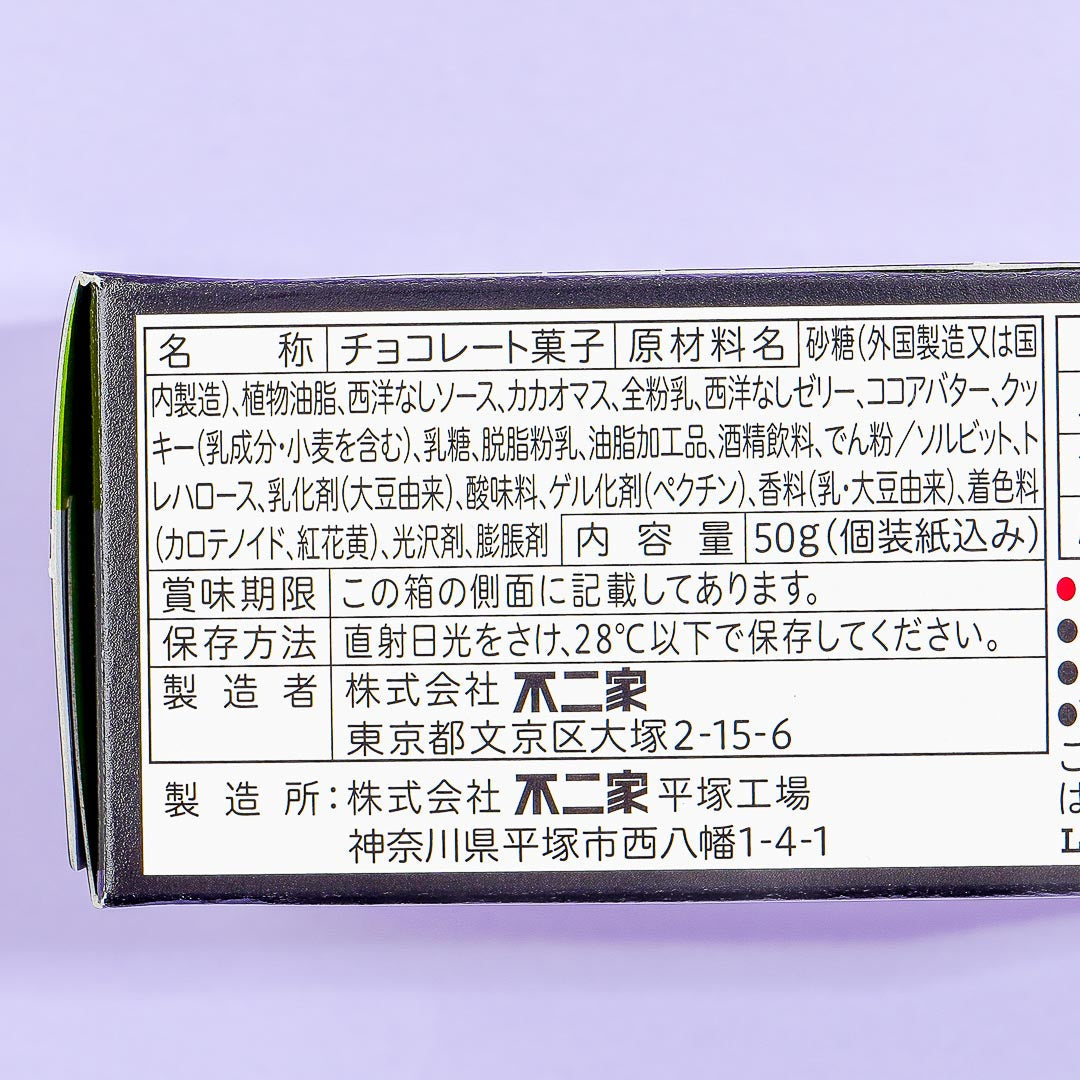 名称 チョコレート菓子 原材料名 砂糖(外国製造又は国
内製造)、植物油脂、西洋なしソース、カカオマス、全粉乳、西洋なしゼリー、ココアバター、クッ
キー(乳成分・小麦を含む)、乳糖、脱脂粉乳、油脂加工品、酒精飲料、でん粉/ソルビット、ト
レハロース、乳化剤(大豆由来)、酸味料、ゲル化剤(ペクチン)、香料(乳・大豆由来)、着色料
(カロテノイド、紅花黄)、光沢剤、膨脹剤 内容量 50g(個装紙込み)
賞味期限 この箱の側面に記載してあります。
保存方法 直射日光をさけ、28℃以下で保存してください。
製造者 株式会社 不二家
東京都文京区大塚2-15-6
製造所:株式会社 不二家 平塚工場
神奈川県平塚市西八幡1-4-1